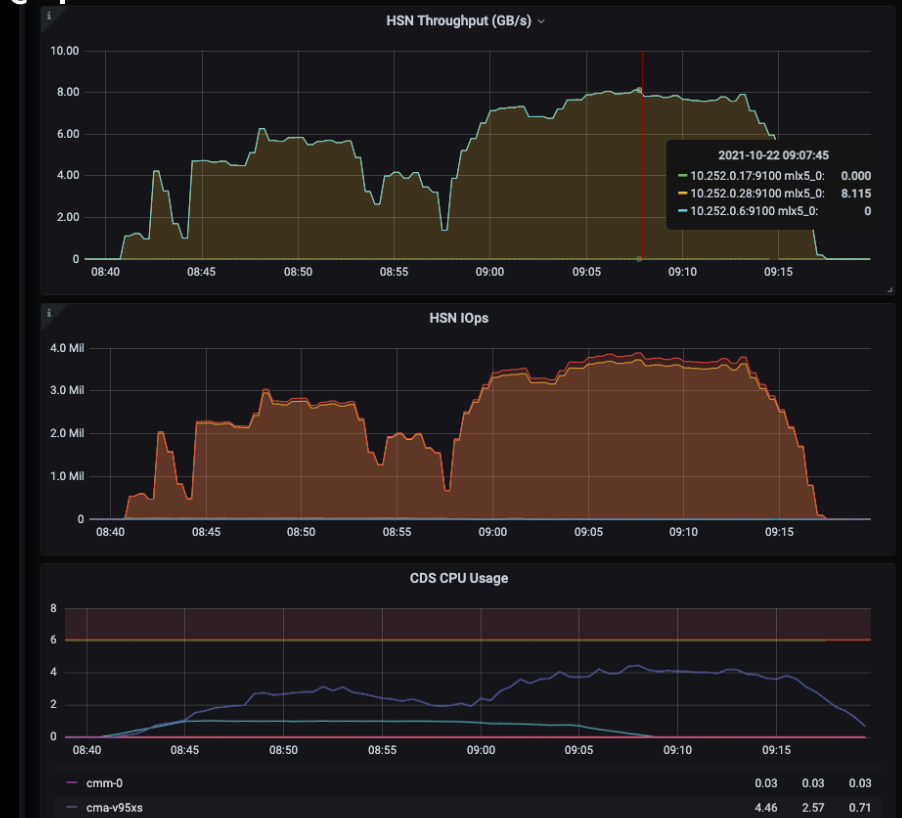 HSN Throughput (GB/s)
10.00
8.00
6.00
4.00
2.00
0
2021-10-22 09:07:45
10.252.0.17:9100 mlx5_0: 0.000
10.252.0.28:9100 mlx5_0: 8.115
10.252.0.6:9100 mlx5_0: 0
08:40 08:45 08:50 08:55 09:00 09:05 09:10 09:15
HSN IOps
4.0 Mil
3.0 Mil
2.0 Mil
1.0 Mil
0
08:40 08:45 08:50 08:55 09:00 09:05 09:10 09:15
CDS CPU Usage
8
6
4
2
0
08:40 08:45 08:50 08:55 09:00 09:05 09:10 09:15
cmm-0 0.03 0.03 0.03
cma-v95xs 4.46 2.57 0.71